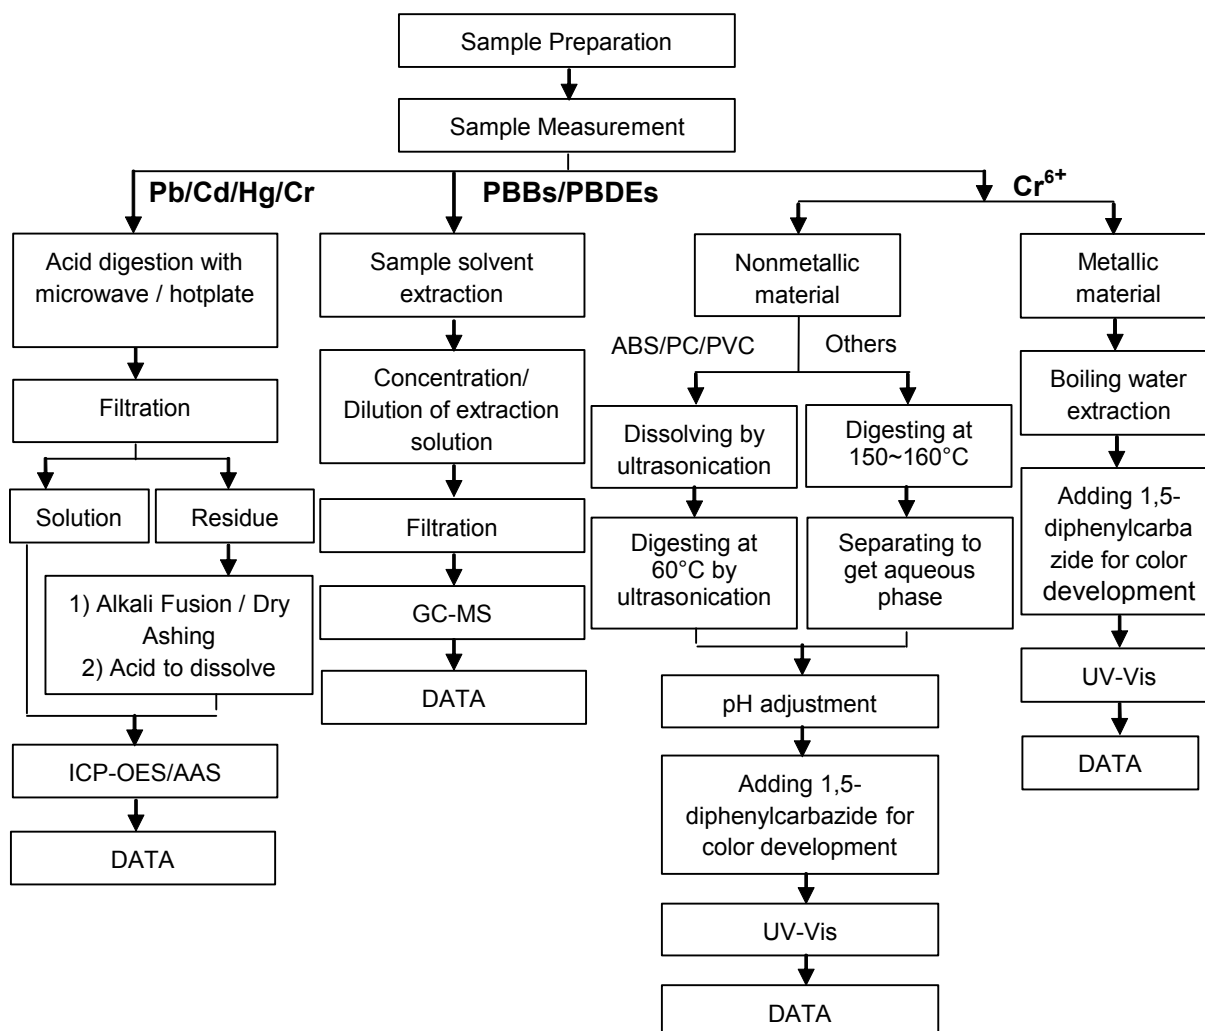 Sample Preparation
Sample Measurement
Pb/Cd/Hg/Cr
PBBs/PBDEs
Cr6+
Acid digestion with
microwave / hotplate
Filtration
Solution
Residue
1) Alkali Fusion / Dry
Ashing
2) Acid to dissolve
ICP-OES/AAS
DATA
Sample solvent
extraction
Concentration/
Dilution of extraction
solution
Filtration
GC-MS
DATA
Nonmetallic
material
ABS/PC/PVC
Others
Dissolving by
ultrasonication
Digesting at
60°C by
ultrasonication
Digesting at
150~160°C
Separating to
get aqueous
phase
pH adjustment
Adding 1,5-
diphenylcarbazide for
color development
UV-Vis
DATA
Metallic
material
Boiling water
extraction
Adding 1,5-
diphenylcarba
zide for color
development
UV-Vis
DATA